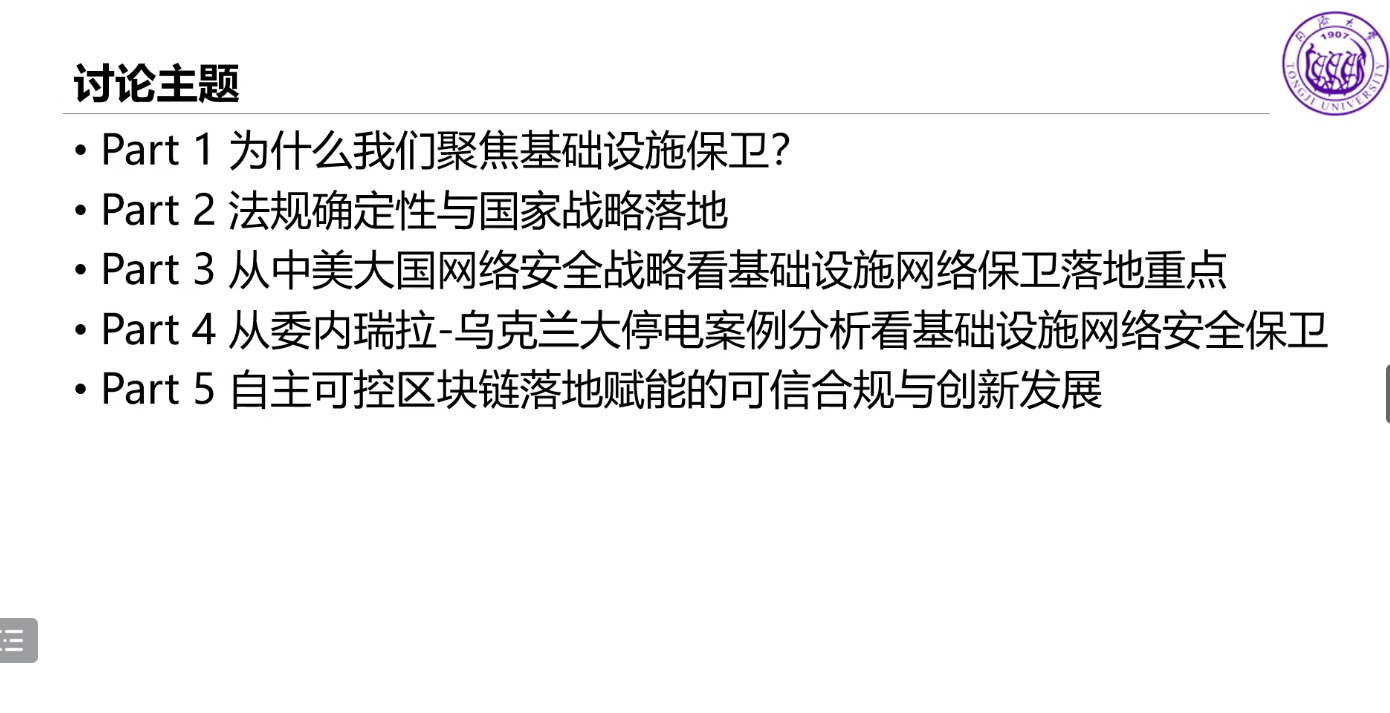 讨论主题
同济大学
1907
TONGJI UNIVERSITY
• Part 1 为什么我们聚焦基础设施保卫？
• Part 2 法规确定性与国家战略落地
• Part 3 从中美大国网络安全战略看基础设施网络保卫落地重点
• Part 4 从委内瑞拉-乌克兰大停电案例分析看基础设施网络安全保卫
• Part 5 自主可控区块链落地赋能的可信合规与创新发展